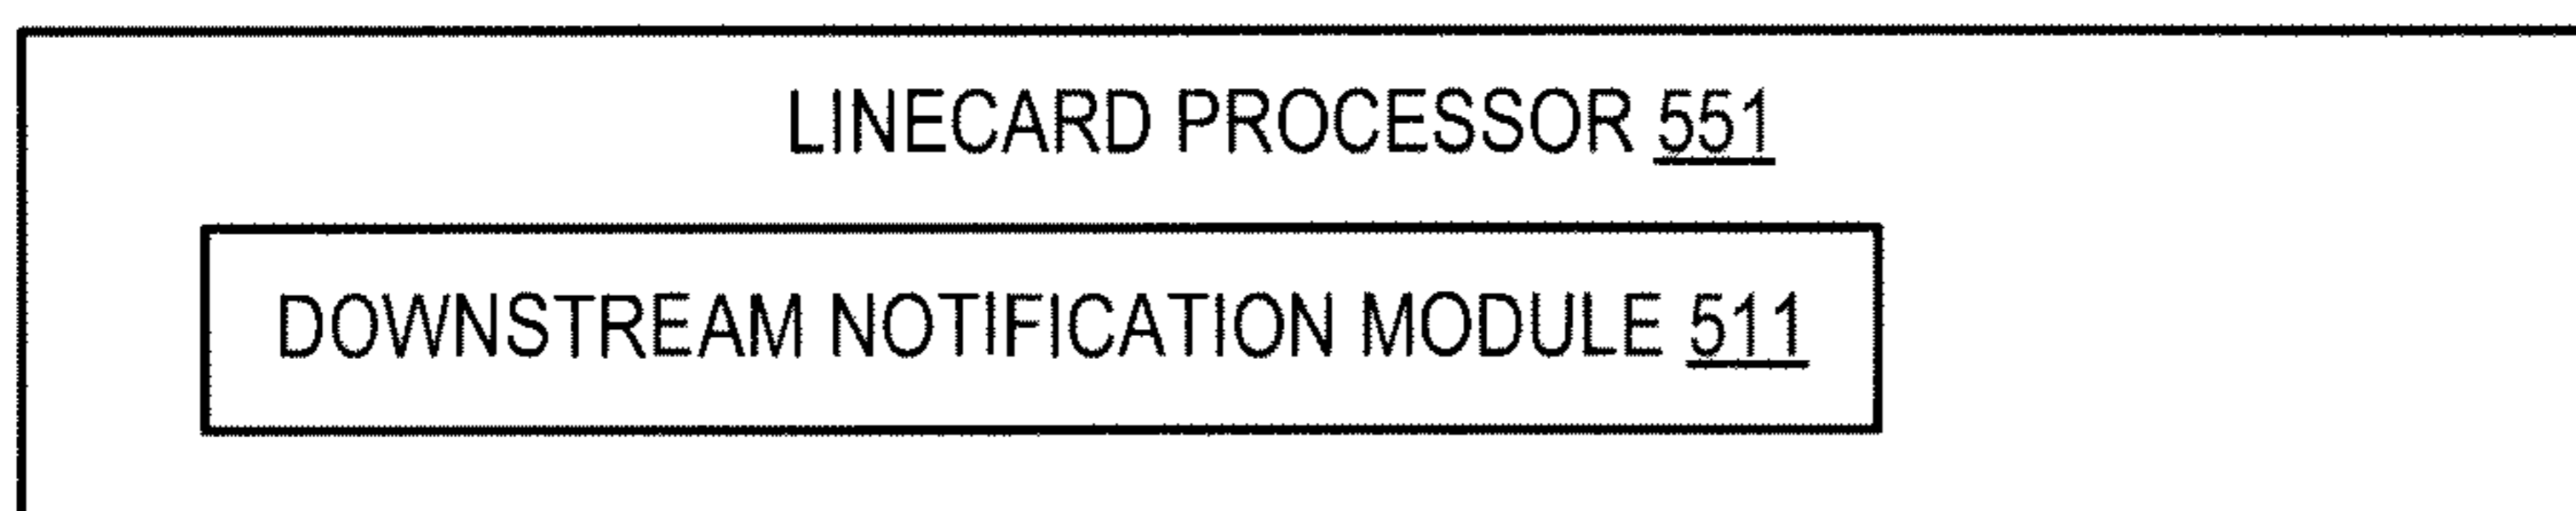 LINECARD PROCESSOR 551
DOWNSTREAM NOTIFICATION MODULE 511